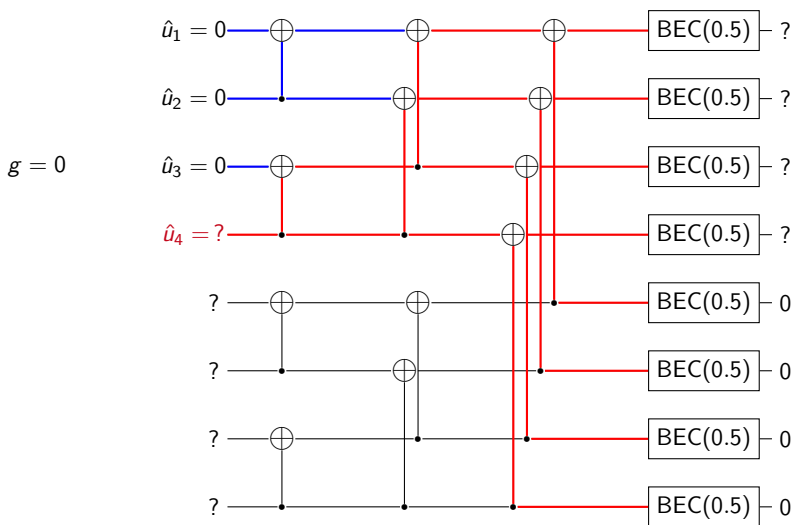 û₁ = 0 BEC(0.5) ?
û₂ = 0 BEC(0.5) ?
g = 0 û₃ = 0 BEC(0.5) ?
û₄ = ? BEC(0.5) ?
? BEC(0.5) 0
? BEC(0.5) 0
? BEC(0.5) 0
? BEC(0.5) 0